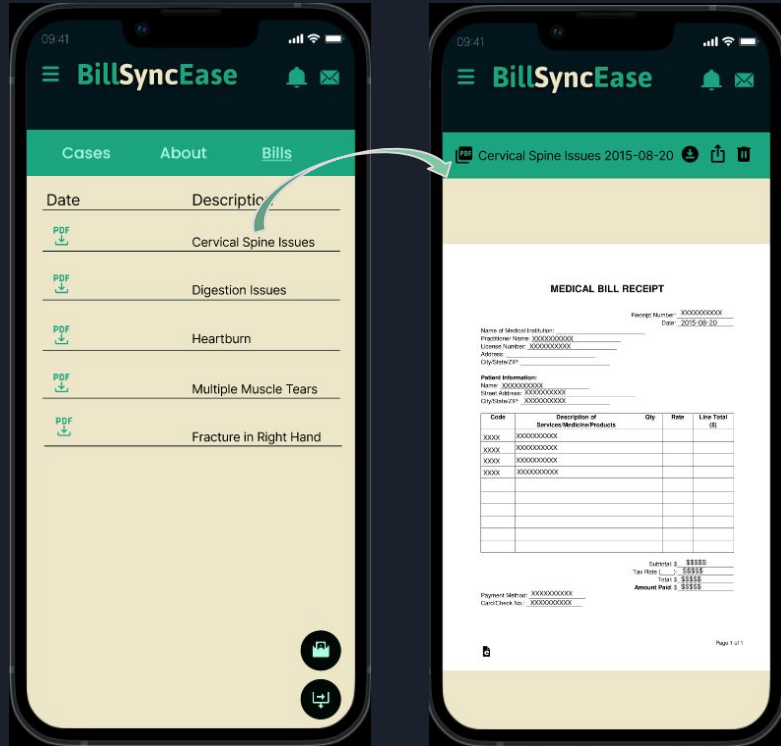 09:41
BillSyncEase
Cases About Bills
Date Description
PDF
Cervical Spine Issues
PDF
Digestion Issues
PDF
Heartburn
PDF
Multiple Muscle Tears
PDF
Fracture in Right Hand
09:41
BillSyncEase
PDF Cervical Spine Issues 2015-08-20
MEDICAL BILL RECEIPT
Receipt Number: XXXXXXXXXX
Date: 2015-08-20
Name of Medical Institution:
Practitioner Name: XXXXXXXXXX
License Number: XXXXXXXXXX
Address:
City/State/ZIP:
Patient Information:
Name: XXXXXXXXXX
Street Address: XXXXXXXXXX
City/State/ZIP: XXXXXXXXXX
Code Description of Services/Medicine/Products Qty Rate Line Total ($)
XXXX XXXXXXXXXX
XXXX XXXXXXXXXX
XXXX XXXXXXXXXX
XXXX XXXXXXXXXX
Subtotal $ $$$$$
Tax Rate (___): $$$$$
Total $ $$$$$
Amount Paid: $ $$$$$
Payment Method: XXXXXXXXXX
Card/Check No.: XXXXXXXXXX
Page 1 of 1